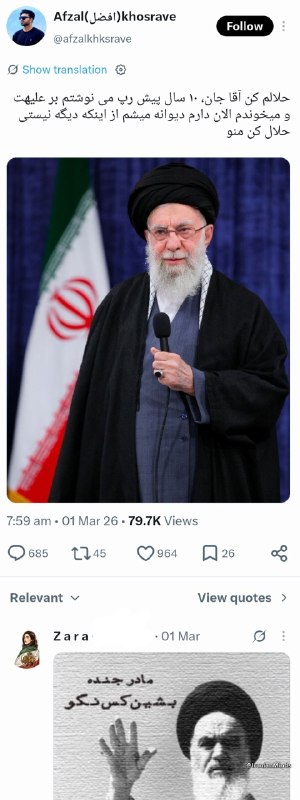 Afzal(افضل)khosrave
@afzalkhksrave
Follow
Show translation
حلالم کن آقا جان، ۱۰ سال پیش رپ می نوشتم بر علیهت
و میخوندم الان دارم دیوانه میشم از اینکه دیگه نیستی
حلال کن منو
7:59 am · 01 Mar 26 · 79.7K Views
685 45 964 26
Relevant View quotes
Zara · 01 Mar
مادر جنده
بشین کس نگو